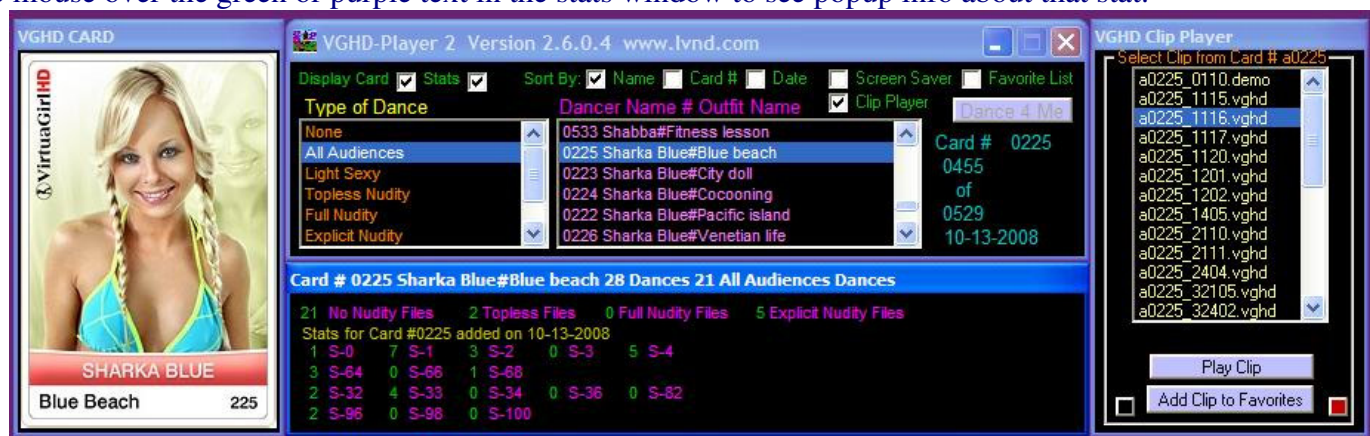 mouse over the green or purple text in the stats window to see popup info about that stat.
VGHD CARD
VirtuaGirlHD
SHARKA BLUE
Blue Beach 225
VGHD-Player 2 Version 2.6.0.4 www.lvnd.com
Display Card Stats Sort By: Name Card # Date Screen Saver Favorite List
Type of Dance Dancer Name # Outfit Name Clip Player Dance 4 Me
None
All Audiences
Light Sexy
Topless Nudity
Full Nudity
Explicit Nudity
0533 Shabba#Fitness lesson
0225 Sharka Blue#Blue beach
0223 Sharka Blue#City doll
0224 Sharka Blue#Cocooning
0222 Sharka Blue#Pacific island
0226 Sharka Blue#Venetian life
Card # 0225
0455
of
0529
10-13-2008
Card # 0225 Sharka Blue#Blue beach 28 Dances 21 All Audiences Dances
21 No Nudity Files 2 Topless Files 0 Full Nudity Files 5 Explicit Nudity Files
Stats for Card #0225 added on 10-13-2008
1 S-0 7 S-1 3 S-2 0 S-3 5 S-4
3 S-64 0 S-66 1 S-68
2 S-32 4 S-33 0 S-34 0 S-36 0 S-82
2 S-96 0 S-98 0 S-100
VGHD Clip Player
Select Clip from Card # a0225
a0225_0110.demo
a0225_1115.vghd
a0225_1116.vghd
a0225_1117.vghd
a0225_1120.vghd
a0225_1201.vghd
a0225_1202.vghd
a0225_1405.vghd
a0225_2110.vghd
a0225_2111.vghd
a0225_2404.vghd
a0225_32105.vghd
a0225_32402.vghd
Play Clip
Add Clip to Favorites